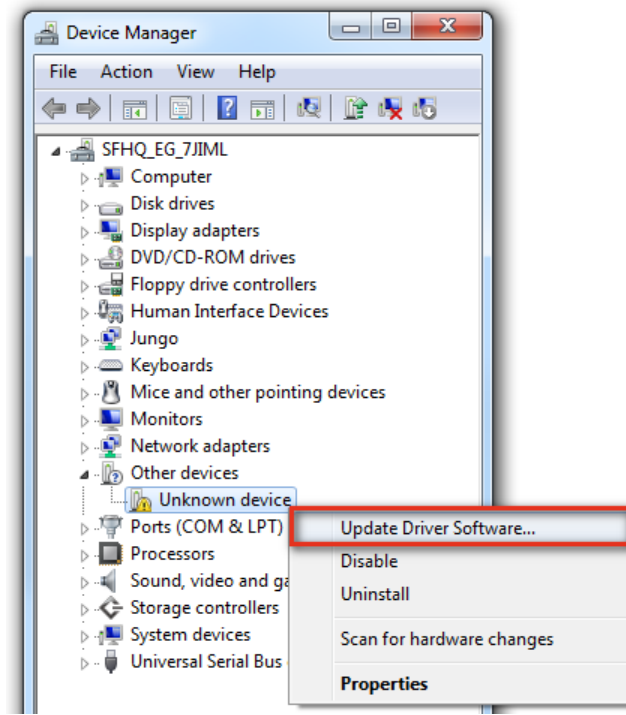 Device Manager
File Action View Help
SFHQ_EG_7JIML
Computer
Disk drives
Display adapters
DVD/CD-ROM drives
Floppy drive controllers
Human Interface Devices
Jungo
Keyboards
Mice and other pointing devices
Monitors
Network adapters
Other devices
Unknown device
Ports (COM & LPT)
Update Driver Software...
Processors
Disable
Sound, video and ga
Uninstall
Storage controllers
System devices
Scan for hardware changes
Universal Serial Bus
Properties